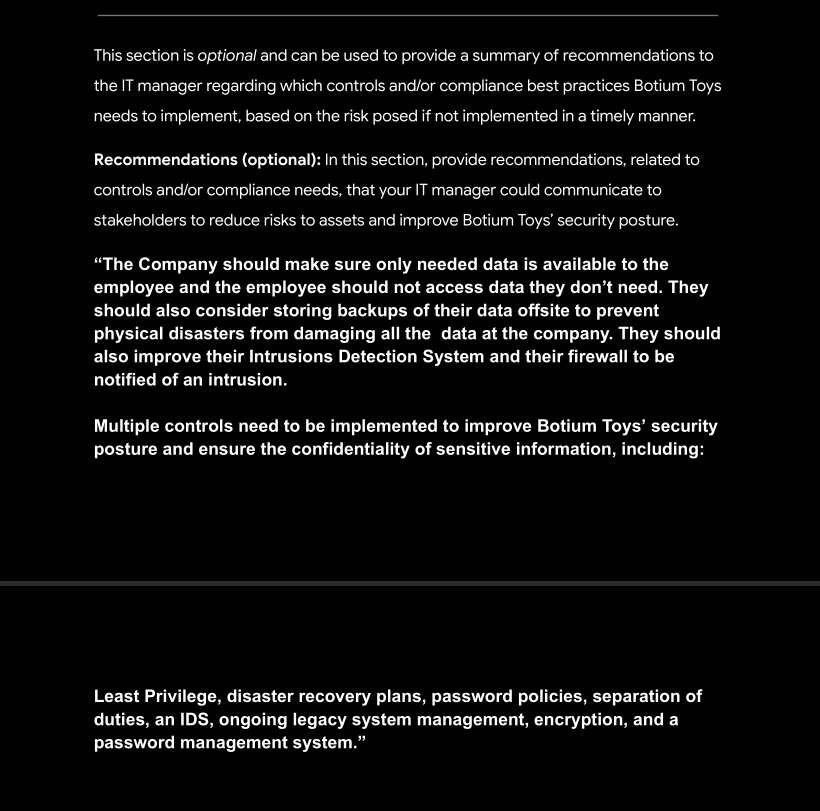 This section is optional and can be used to provide a summary of recommendations to
the IT manager regarding which controls and/or compliance best practices Botium Toys
needs to implement, based on the risk posed if not implemented in a timely manner.
Recommendations (optional): In this section, provide recommendations, related to
controls and/or compliance needs, that your IT manager could communicate to
stakeholders to reduce risks to assets and improve Botium Toys’ security posture.
“The Company should make sure only needed data is available to the
employee and the employee should not access data they don’t need. They
should also consider storing backups of their data offsite to prevent
physical disasters from damaging all the  data at the company. They should
also improve their Intrusions Detection System and their firewall to be
notified of an intrusion.
Multiple controls need to be implemented to improve Botium Toys’ security
posture and ensure the confidentiality of sensitive information, including:
Least Privilege, disaster recovery plans, password policies, separation of
duties, an IDS, ongoing legacy system management, encryption, and a
password management system.”